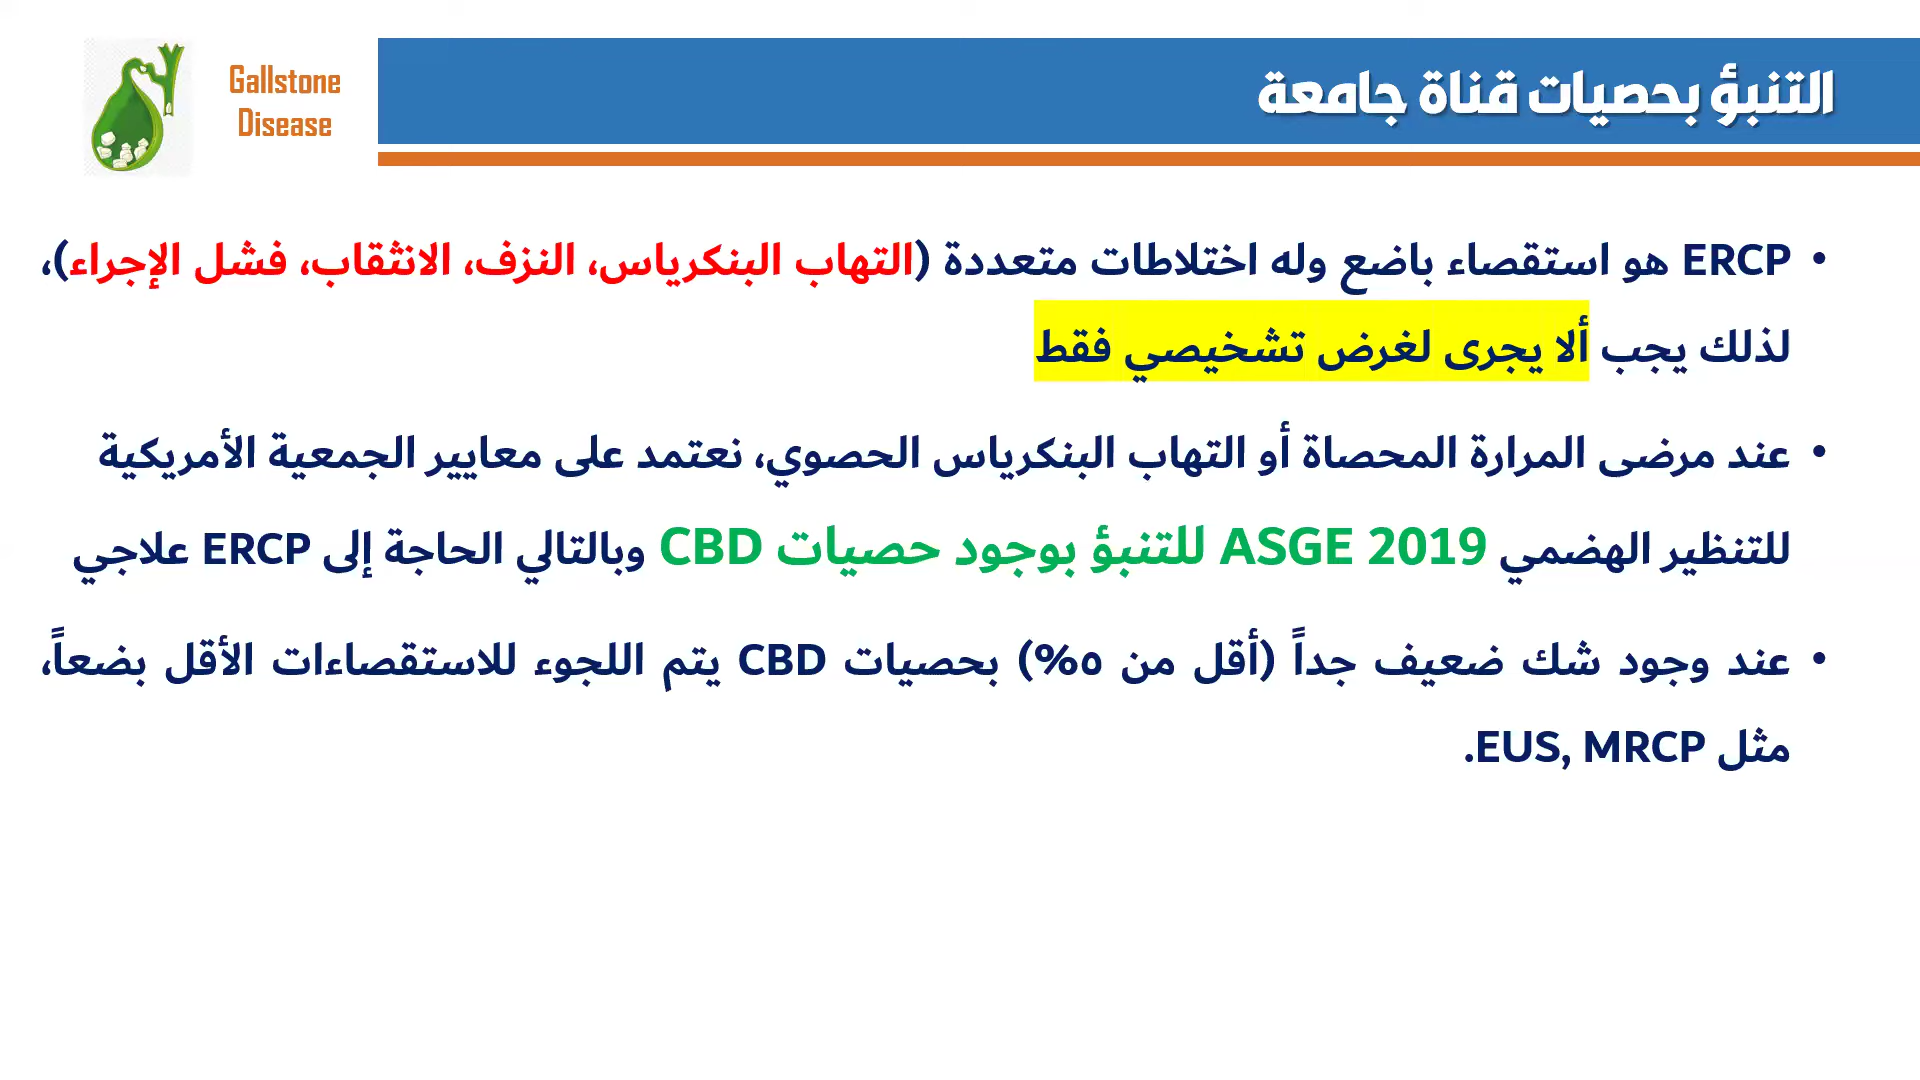 Gallstone
Disease
التنبؤ بحصيات قناة جامعة
• ERCP هو استقصاء باضع وله اختلاطات متعددة (التهاب البنكرياس، النزف، الانثقاب، فشل الإجراء)،
لذلك يجب ألا يجرى لغرض تشخيصي فقط
• عند مرضى المرارة المحصاة أو التهاب البنكرياس الحصوي، نعتمد على معايير الجمعية الأمريكية
للتنظير الهضمي ASGE 2019 للتنبؤ بوجود حصيات CBD وبالتالي الحاجة إلى ERCP علاجي
• عند وجود شك ضعيف جداً (أقل من ٥%) بحصيات CBD يتم اللجوء للاستقصاءات الأقل بضعاً،
مثل EUS, MRCP.